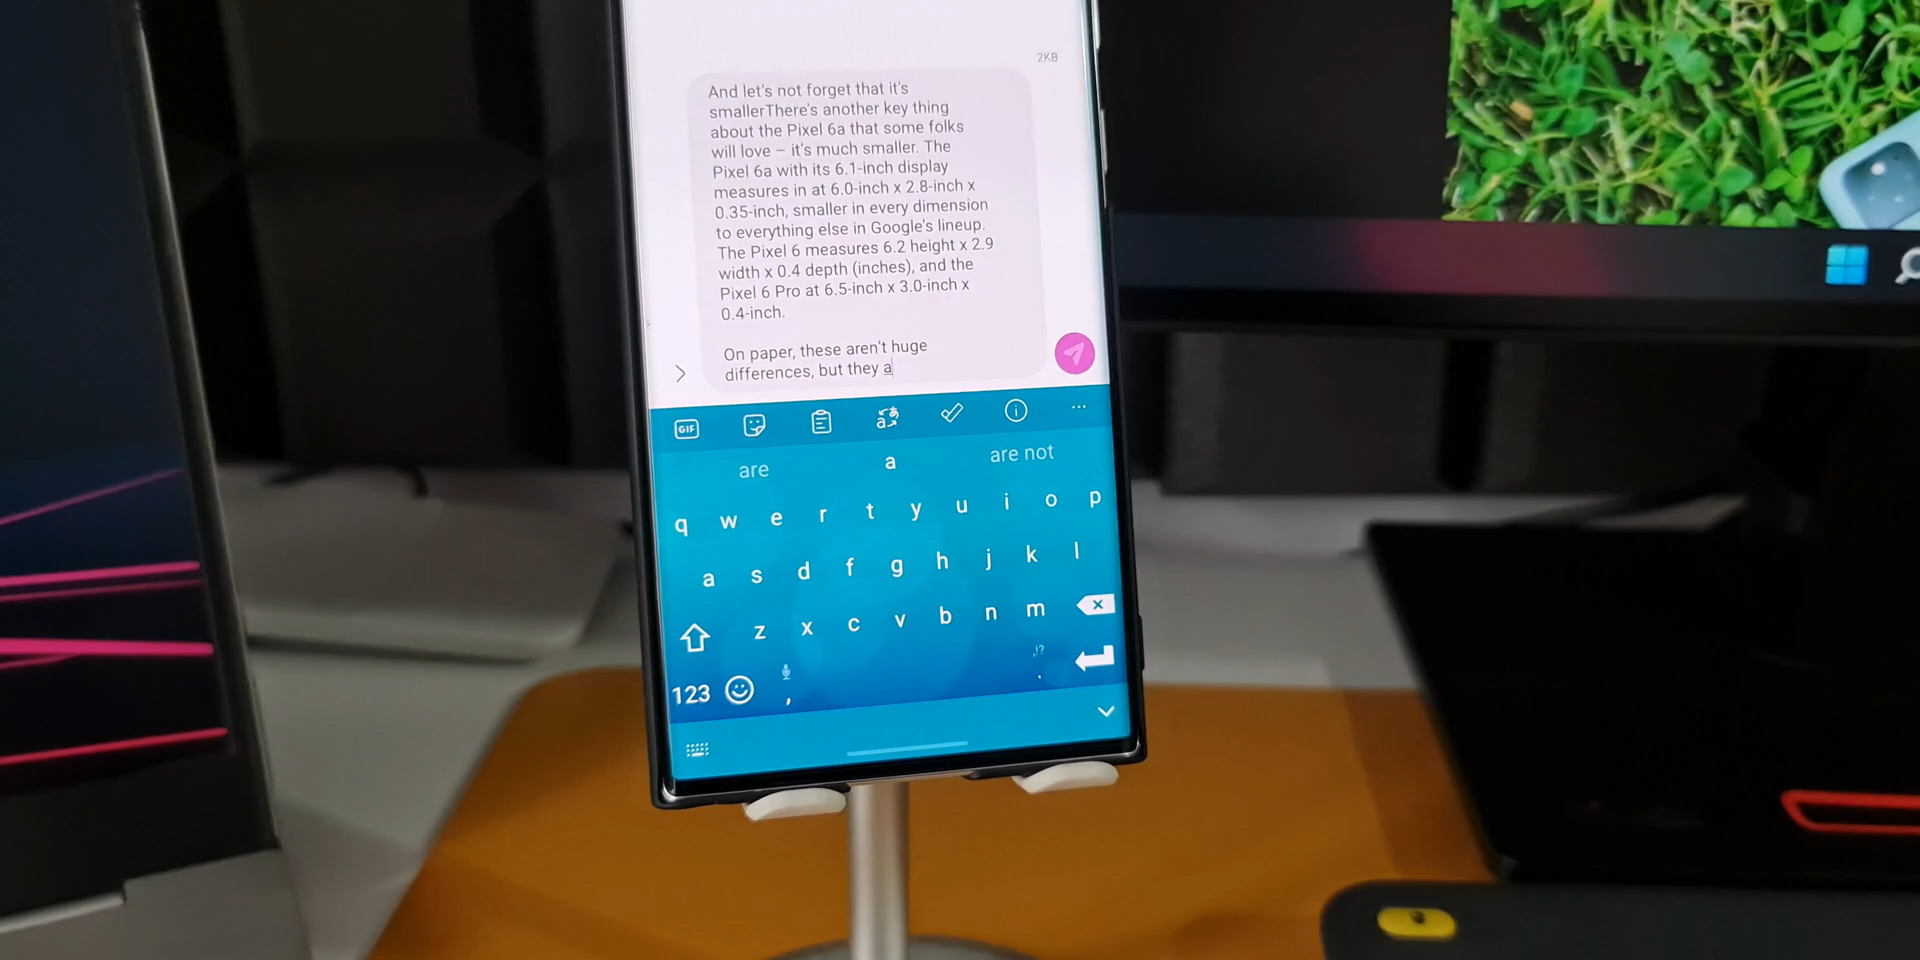 2KB
And let's not forget that it's
smallerThere's another key thing
about the Pixel 6a that some folks
will love – it's much smaller. The
Pixel 6a with its 6.1-inch display
measures in at 6.0-inch x 2.8-inch x
0.35-inch, smaller in every dimension
to everything else in Google's lineup.
The Pixel 6 measures 6.2 height x 2.9
width x 0.4 depth (inches), and the
Pixel 6 Pro at 6.5-inch x 3.0-inch x
0.4-inch.
On paper, these aren't huge
differences, but they a
GIF
are a are not
q w e r t y u i o p
a s d f g h j k l
z x c v b n m
,!?
123 , .